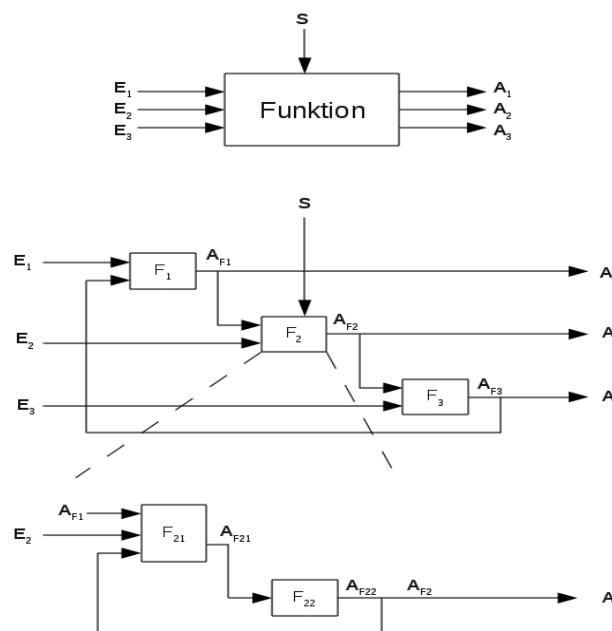 S
E1 A1
E2 Funktion A2
E3 A3
S
E1 F1 AF1 A
E2 F2 AF2 A
E3 F3 AF3 A
AF1
E2 F21 AF21
F22 AF22 AF2 A